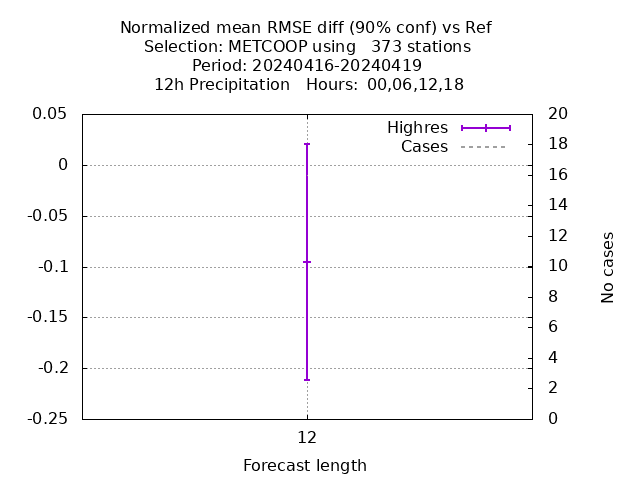 Normalized mean RMSE diff (90% conf) vs Ref
Selection: METCOOP using   373 stations
Period: 20240416-20240419
12h Precipitation   Hours:  00,06,12,18
Highres
Cases
0.05
0
-0.05
-0.1
-0.15
-0.2
-0.25
20
18
16
14
12
10
8
6
4
2
0
No cases
12
Forecast length